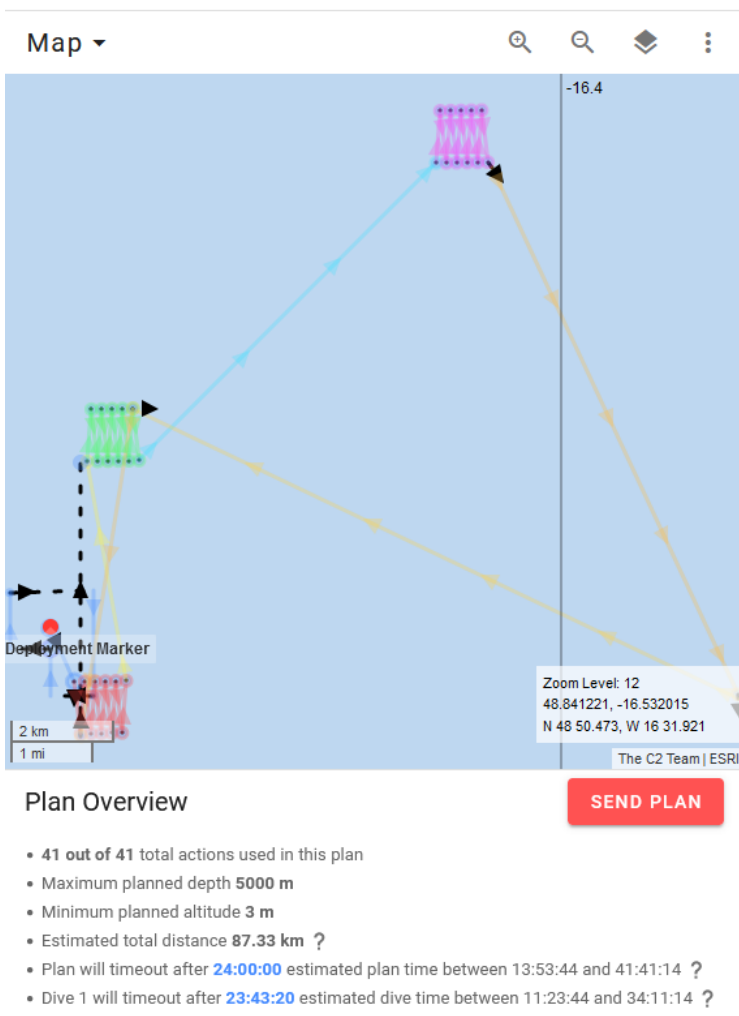 Map
-16.4
Deployment Marker
Zoom Level: 12
48.841221, -16.532015
N 48 50.473, W 16 31.921
2 km
1 mi
The C2 Team | ESRI
Plan Overview
SEND PLAN
• 41 out of 41 total actions used in this plan
• Maximum planned depth 5000 m
• Minimum planned altitude 3 m
• Estimated total distance 87.33 km ?
• Plan will timeout after 24:00:00 estimated plan time between 13:53:44 and 41:41:14 ?
• Dive 1 will timeout after 23:43:20 estimated dive time between 11:23:44 and 34:11:14 ?